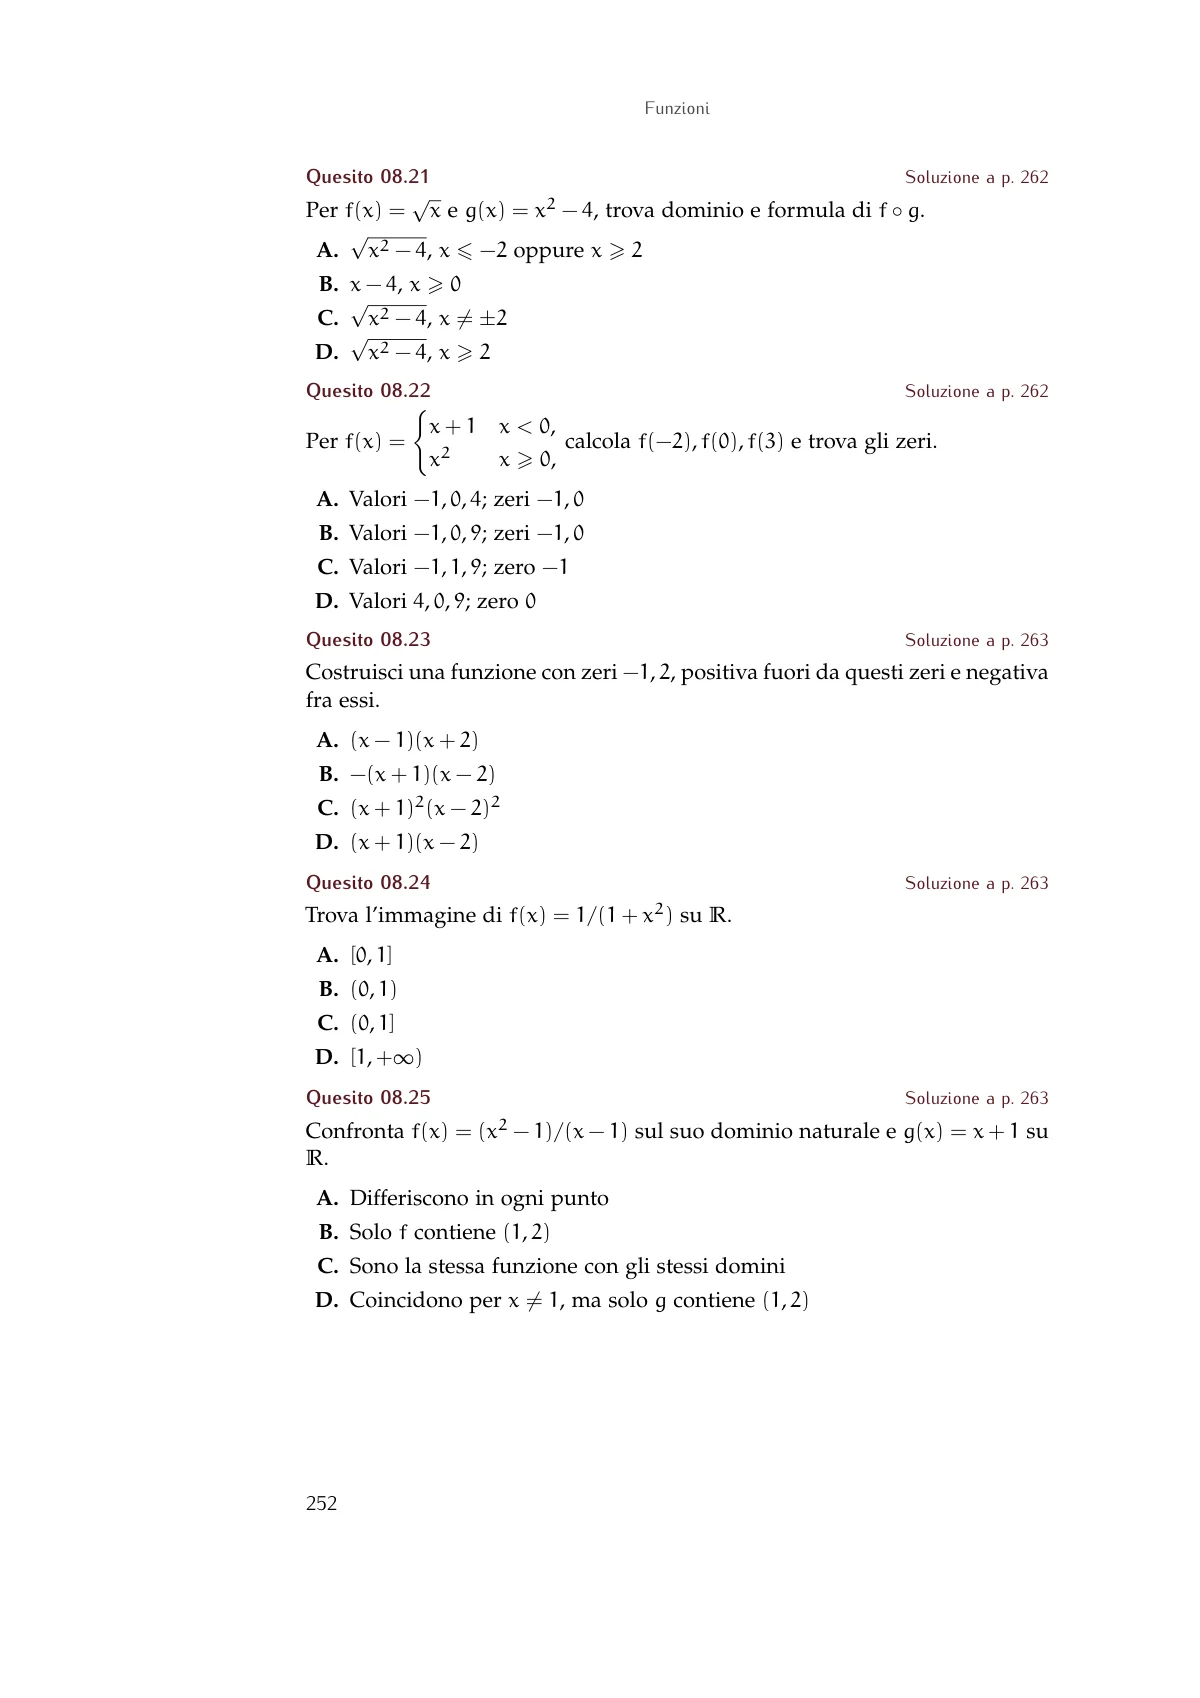 Funzioni
Quesito 08.21 Soluzione a p. 262
Per f(x) = √x e g(x) = x² − 4, trova dominio e formula di f ∘ g.
A. √(x² − 4), x ⩽ −2 oppure x ⩾ 2
B. x − 4, x ⩾ 0
C. √(x² − 4), x ≠ ±2
D. √(x² − 4), x ⩾ 2
Quesito 08.22 Soluzione a p. 262
Per f(x) = { x + 1 x < 0, x² x ⩾ 0, calcola f(−2), f(0), f(3) e trova gli zeri.
A. Valori −1, 0, 4; zeri −1, 0
B. Valori −1, 0, 9; zeri −1, 0
C. Valori −1, 1, 9; zero −1
D. Valori 4, 0, 9; zero 0
Quesito 08.23 Soluzione a p. 263
Costruisci una funzione con zeri −1, 2, positiva fuori da questi zeri e negativa
fra essi.
A. (x − 1)(x + 2)
B. −(x + 1)(x − 2)
C. (x + 1)²(x − 2)²
D. (x + 1)(x − 2)
Quesito 08.24 Soluzione a p. 263
Trova l'immagine di f(x) = 1/(1 + x²) su ℝ.
A. [0, 1]
B. (0, 1)
C. (0, 1]
D. [1, +∞)
Quesito 08.25 Soluzione a p. 263
Confronta f(x) = (x² − 1)/(x − 1) sul suo dominio naturale e g(x) = x + 1 su
ℝ.
A. Differiscono in ogni punto
B. Solo f contiene (1, 2)
C. Sono la stessa funzione con gli stessi domini
D. Coincidono per x ≠ 1, ma solo g contiene (1, 2)
252